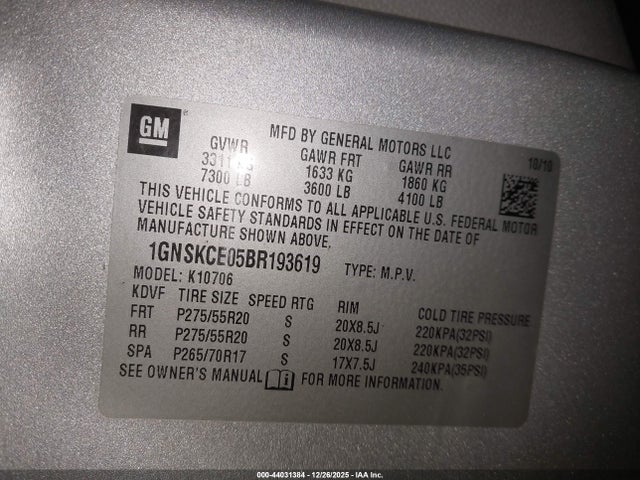 GM
MFD BY GENERAL MOTORS LLC
10/10
GVWR GAWR FRT GAWR RR
1633 KG 1860 KG
7300 LB 3600 LB 4100 LB
THIS VEHICLE CONFORMS TO ALL APPLICABLE U.S. FEDERAL MOTOR
VEHICLE SAFETY STANDARDS IN EFFECT ON THE DATE OF
MANUFACTURE SHOWN ABOVE.
1GNSKCE05BR193619 TYPE: M.P.V.
MODEL: K10706
KDVF TIRE SIZE SPEED RTG RIM COLD TIRE PRESSURE
FRT P275/55R20 S 20X8.5J 220KPA(32PSI)
RR P275/55R20 S 20X8.5J 220KPA(32PSI)
SPA P265/70R17 S 17X7.5J 240KPA(35PSI)
SEE OWNER'S MANUAL FOR MORE INFORMATION.
000-44031384 - 12/26/2025 - IAA Inc.